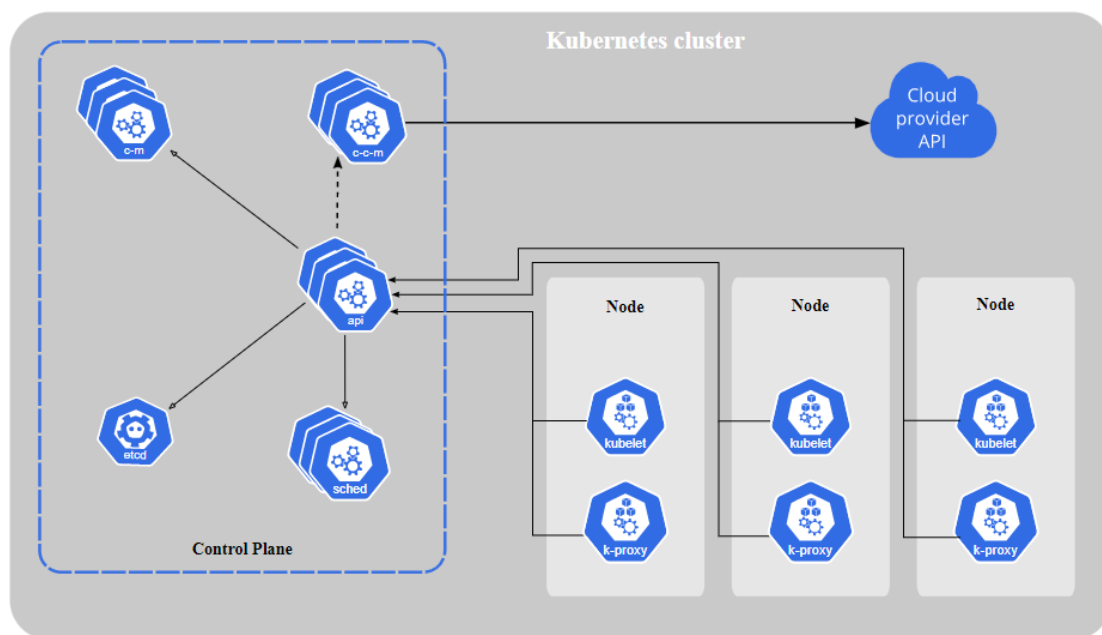 Kubernetes cluster
c-m
c-c-m
Cloud
provider
API
api
Node
Node
Node
etcd
sched
kubelet
kubelet
kubelet
k-proxy
k-proxy
k-proxy
Control Plane